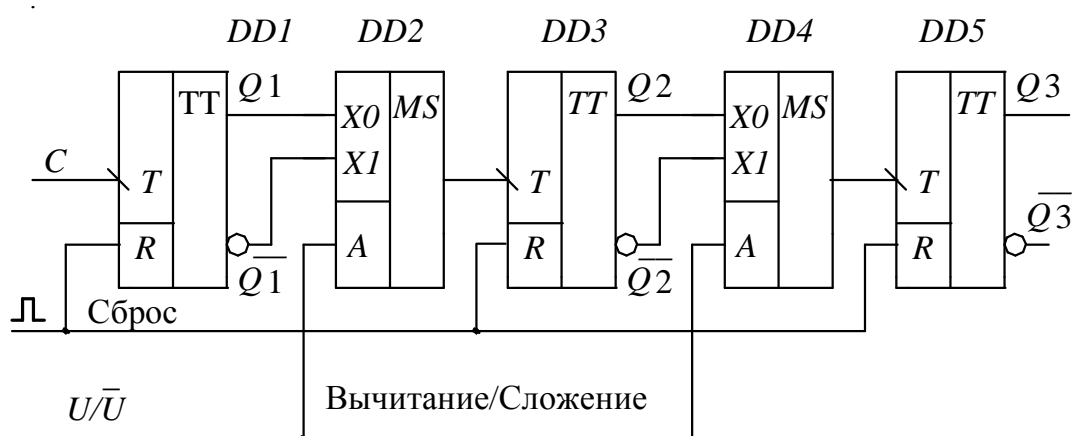 DD1 DD2 DD3 DD4 DD5
TT Q1 X0 MS TT Q2 X0 MS TT Q3
C X1 X1
T T T
R Q̅1̅ A R Q̅2̅ A R Q̅3̅
Сброс
U/U̅ Вычитание/Сложение